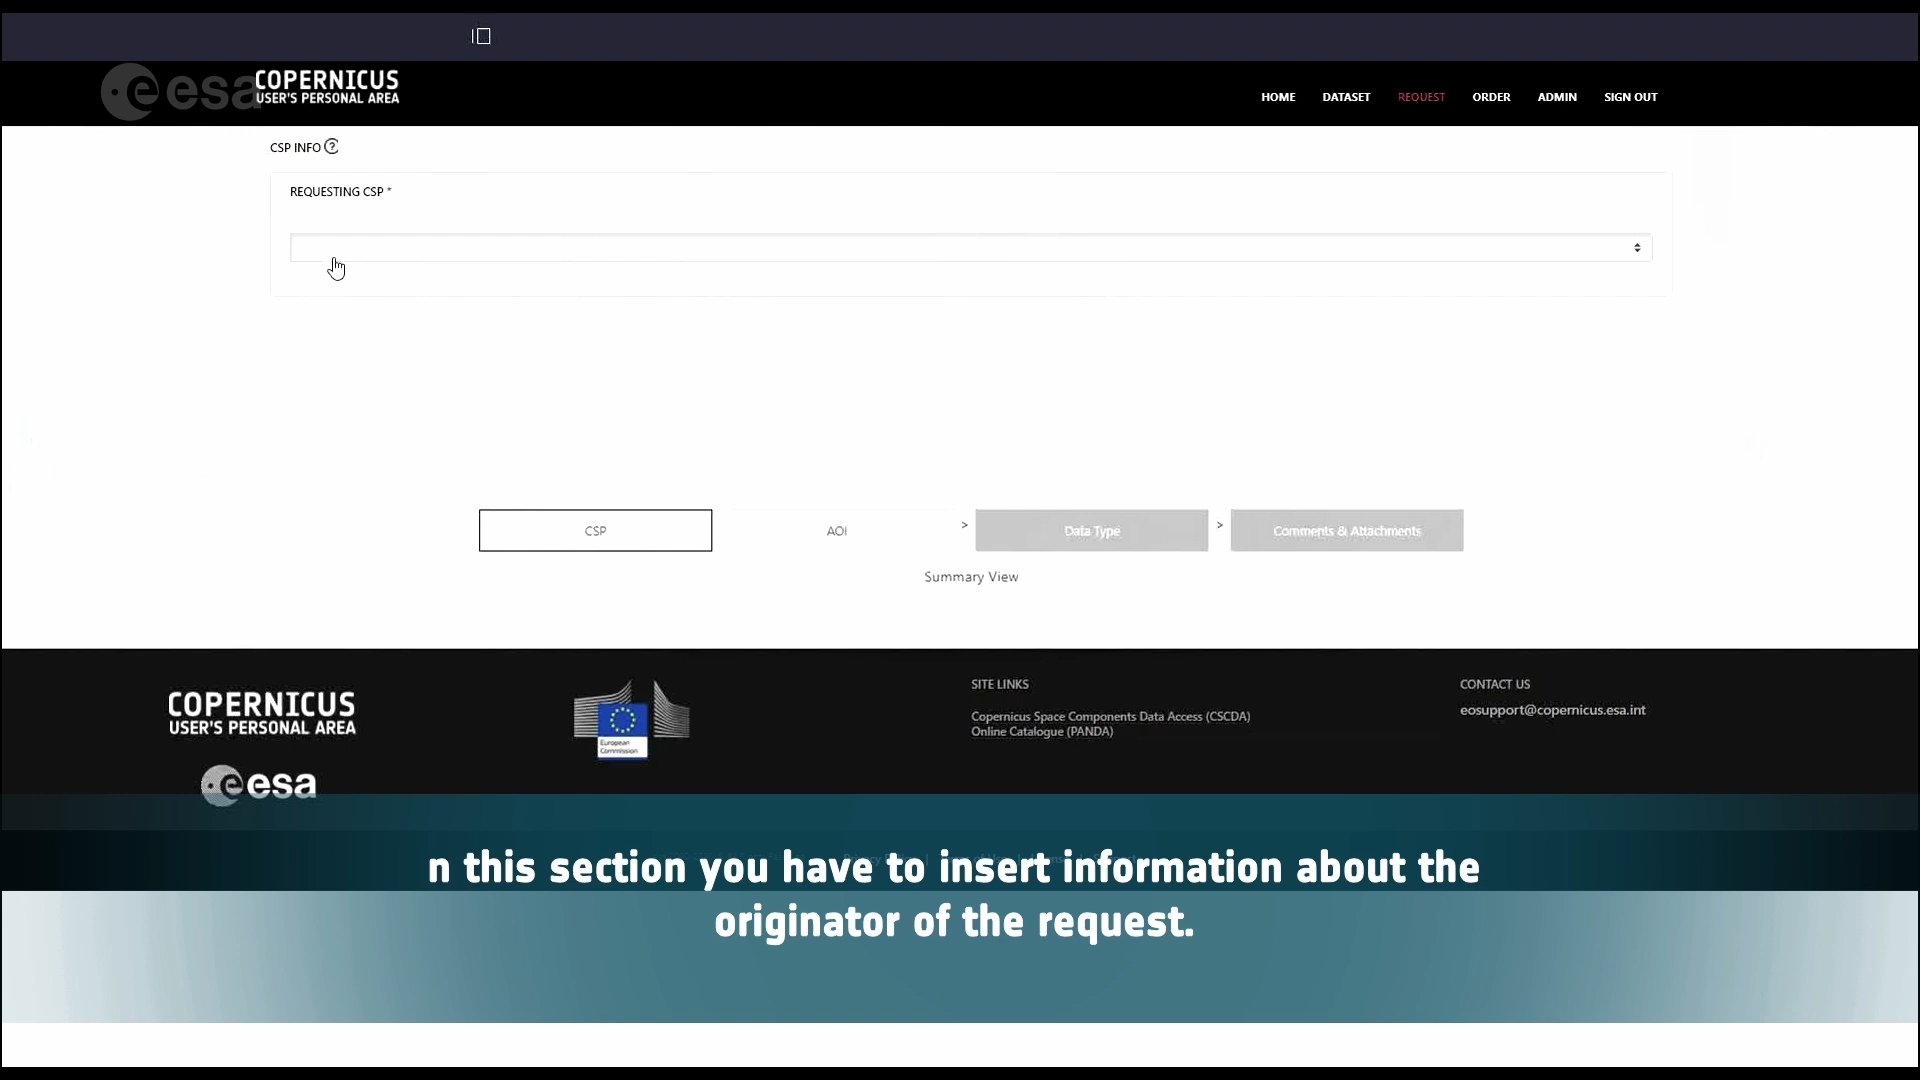 esa
COPERNICUS
USER'S PERSONAL AREA
HOME DATASET REQUEST ORDER ADMIN SIGN OUT
CSP INFO ?
REQUESTING CSP *
CSP AOI > Data Type > Comments & Attachments
Summary View
COPERNICUS
USER'S PERSONAL AREA
esa
European
Commission
SITE LINKS
Copernicus Space Components Data Access (CSCDA)
Online Catalogue (PANDA)
CONTACT US
eosupport@copernicus.esa.int
n this section you have to insert information about the
originator of the request.